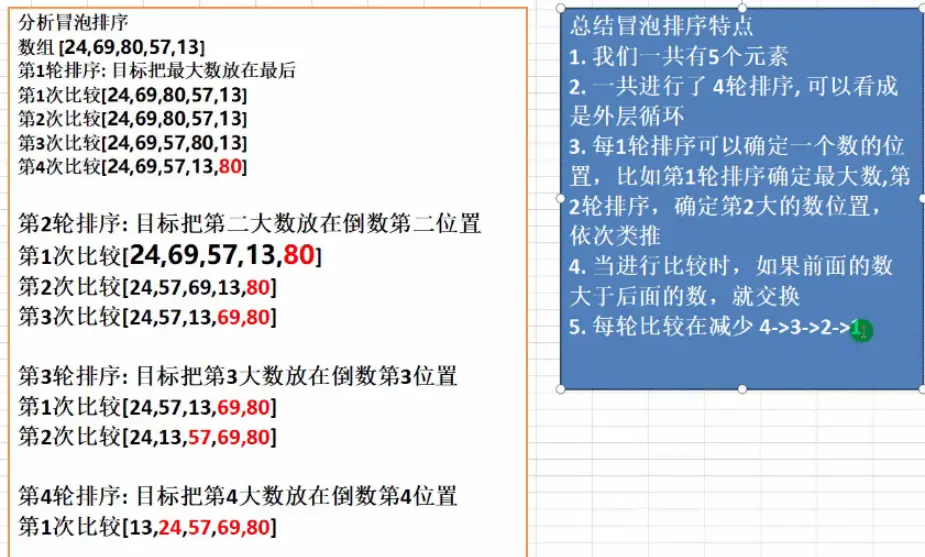 分析冒泡排序
数组 [24,69,80,57,13]
第1轮排序: 目标把最大数放在最后
第1次比较[24,69,80,57,13]
第2次比较[24,69,80,57,13]
第3次比较[24,69,57,80,13]
第4次比较[24,69,57,13,80]
第2轮排序: 目标把第二大数放在倒数第二位置
第1次比较[24,69,57,13,80]
第2次比较[24,57,69,13,80]
第3次比较[24,57,13,69,80]
第3轮排序: 目标把第3大数放在倒数第3位置
第1次比较[24,57,13,69,80]
第2次比较[24,13,57,69,80]
第4轮排序: 目标把第4大数放在倒数第4位置
第1次比较[13,24,57,69,80]
总结冒泡排序特点
1. 我们一共有5个元素
2. 一共进行了 4轮排序, 可以看成
是外层循环
3. 每1轮排序可以确定一个数的位
置，比如第1轮排序确定最大数,第
2轮排序，确定第2大的数位置，
依次类推
4. 当进行比较时，如果前面的数
大于后面的数，就交换
5. 每轮比较在减少 4->3->2->1